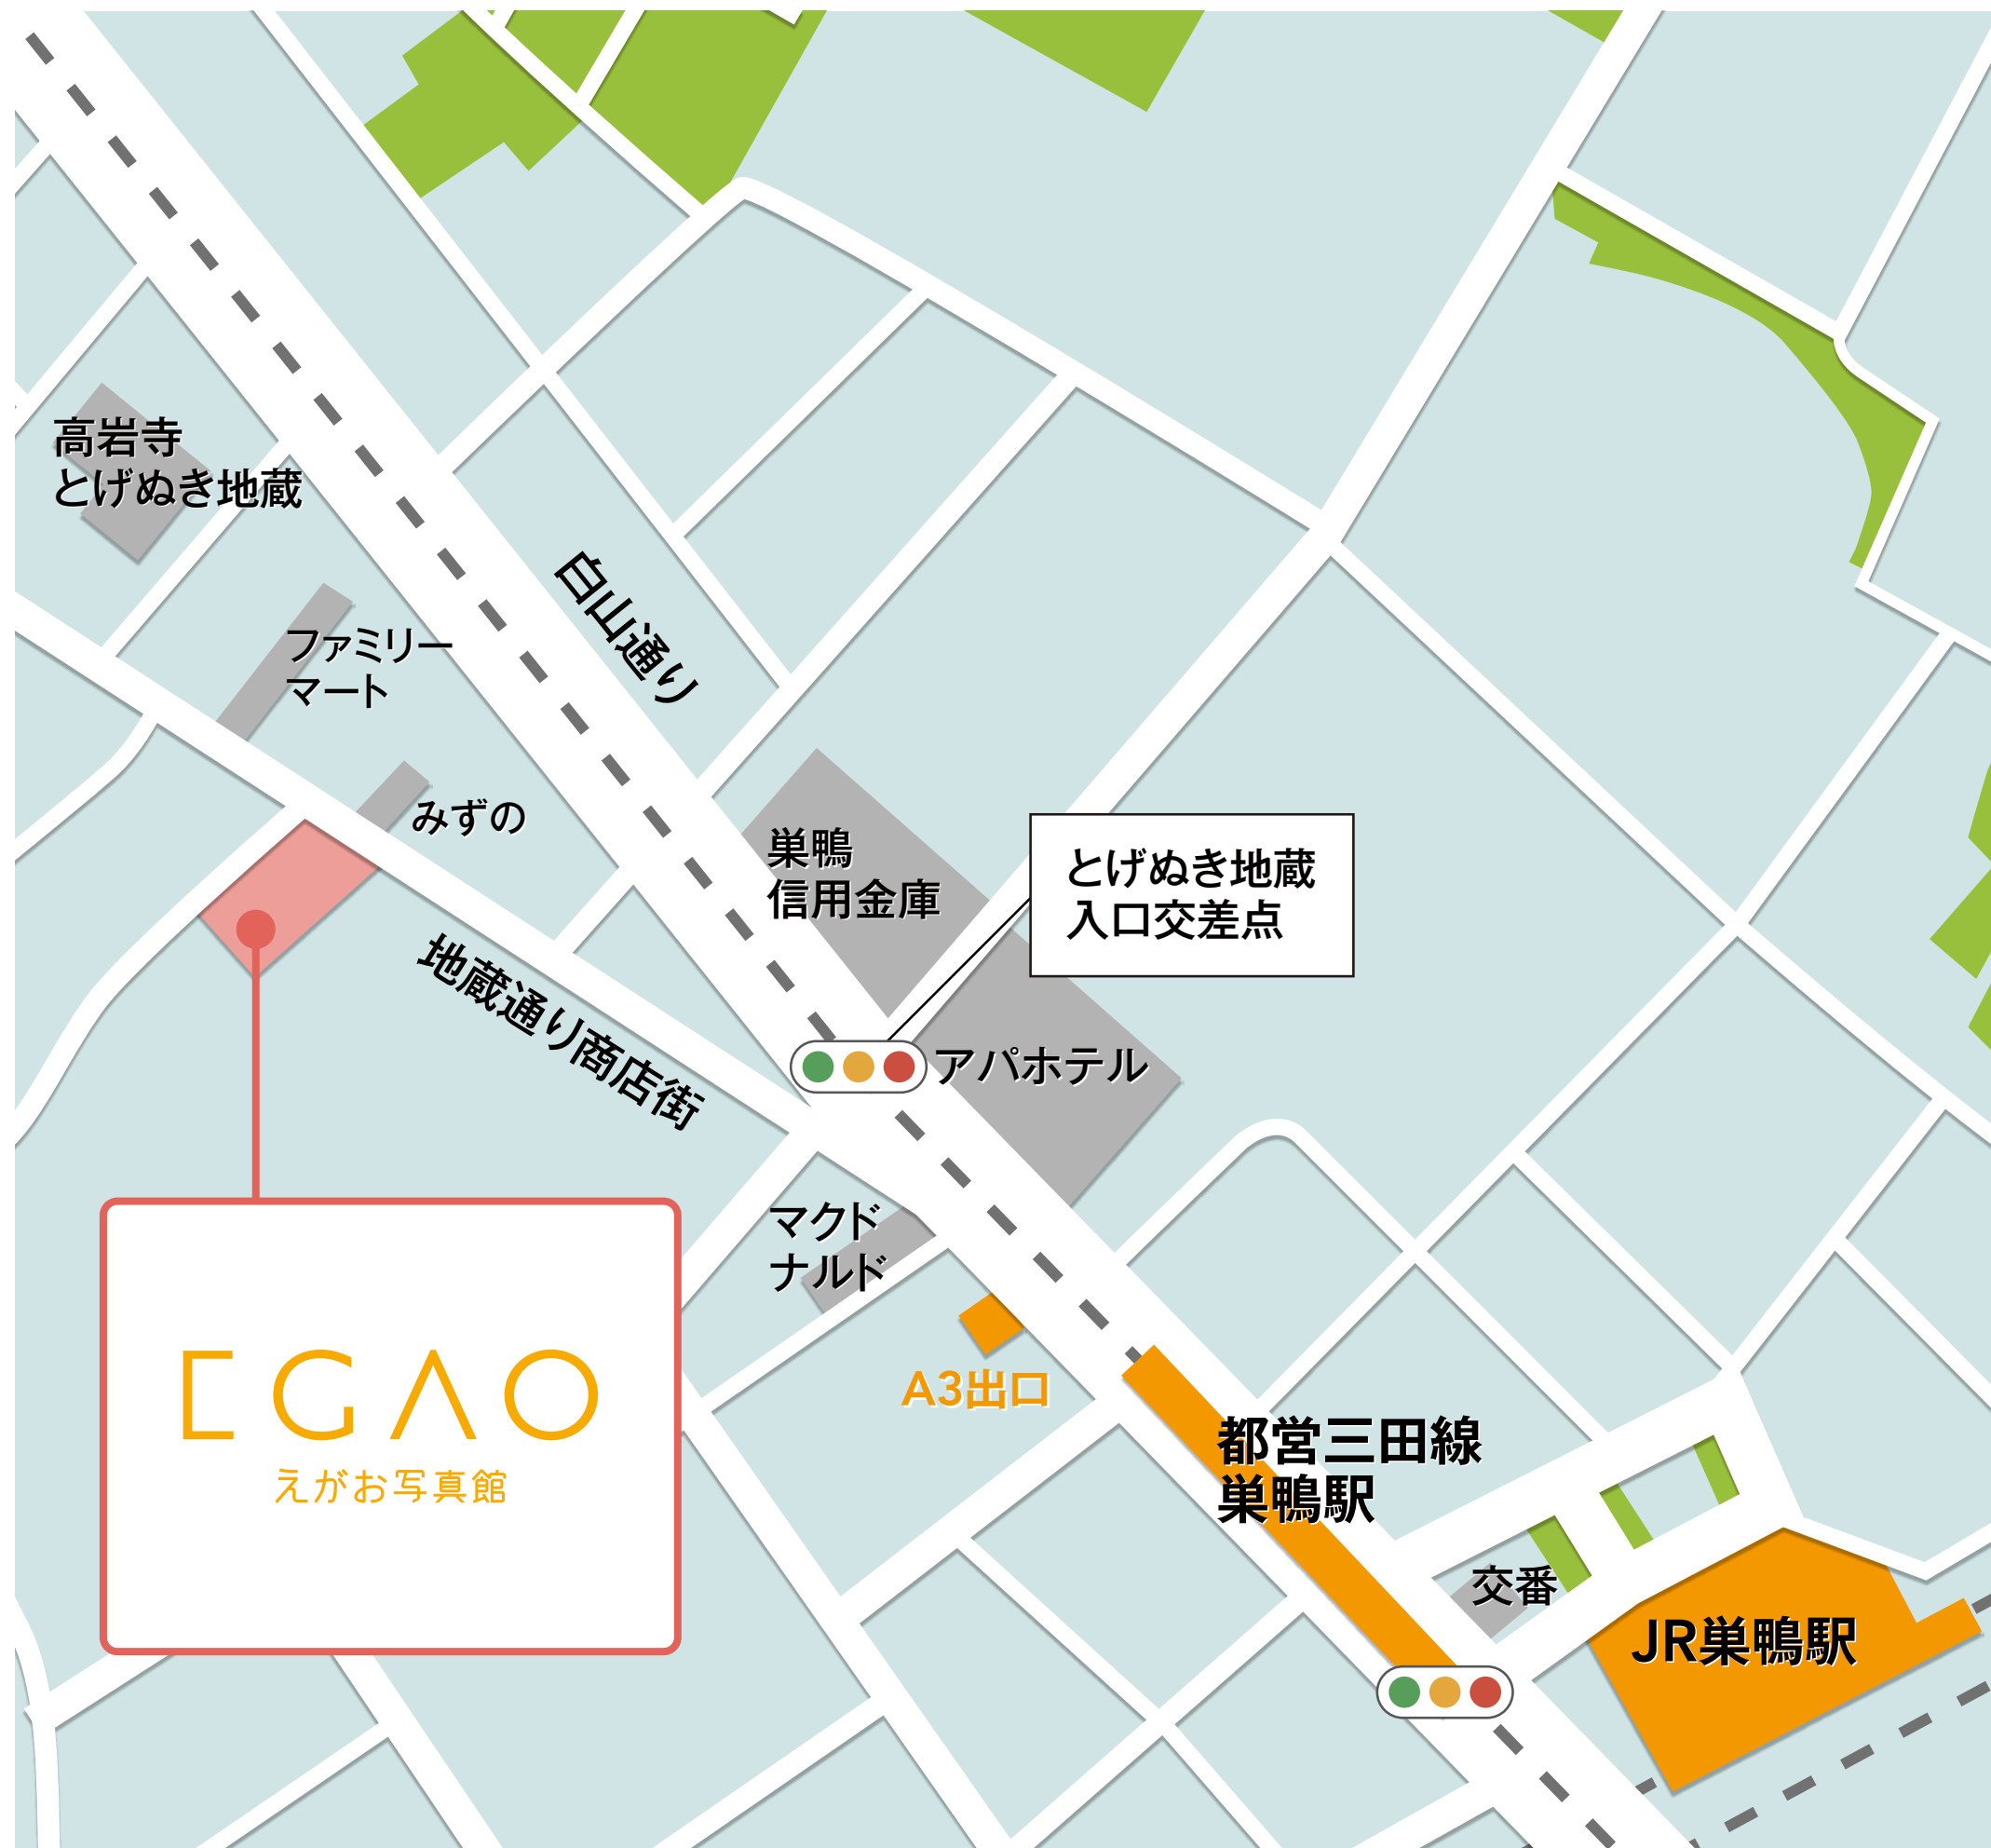 高岩寺
とげぬき地蔵
白山通り
ファミリー
マート
みずの
巣鴨
信用金庫
とげぬき地蔵
入口交差点
地蔵通り商店街
アパホテル
マクド
ナルド
EGAO
えがお写真館
A3出口
都営三田線
巣鴨駅
交番
JR巣鴨駅